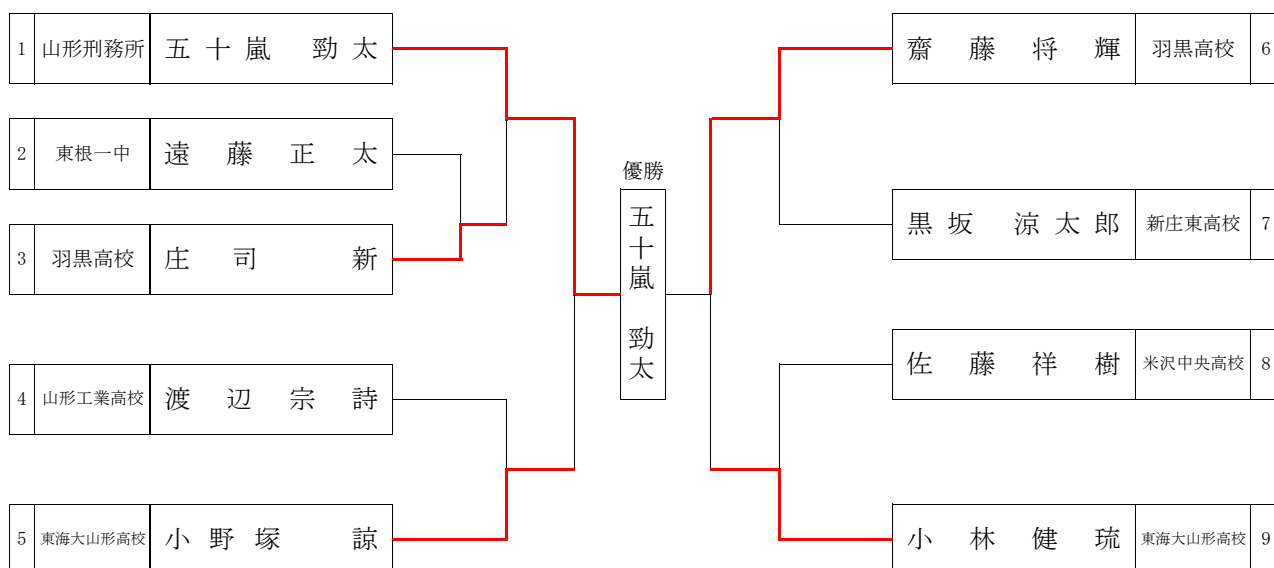 1 山形刑務所 五十嵐 勁太
2 東根一中 遠藤正太
3 羽黒高校 庄司 新
4 山形工業高校 渡辺宗詩
5 東海大山形高校 小野塚 諒
優勝
五十嵐 勁太
齋藤将輝 羽黒高校 6
黒坂 涼太郎 新庄東高校 7
佐藤祥樹 米沢中央高校 8
小林健琉 東海大山形高校 9